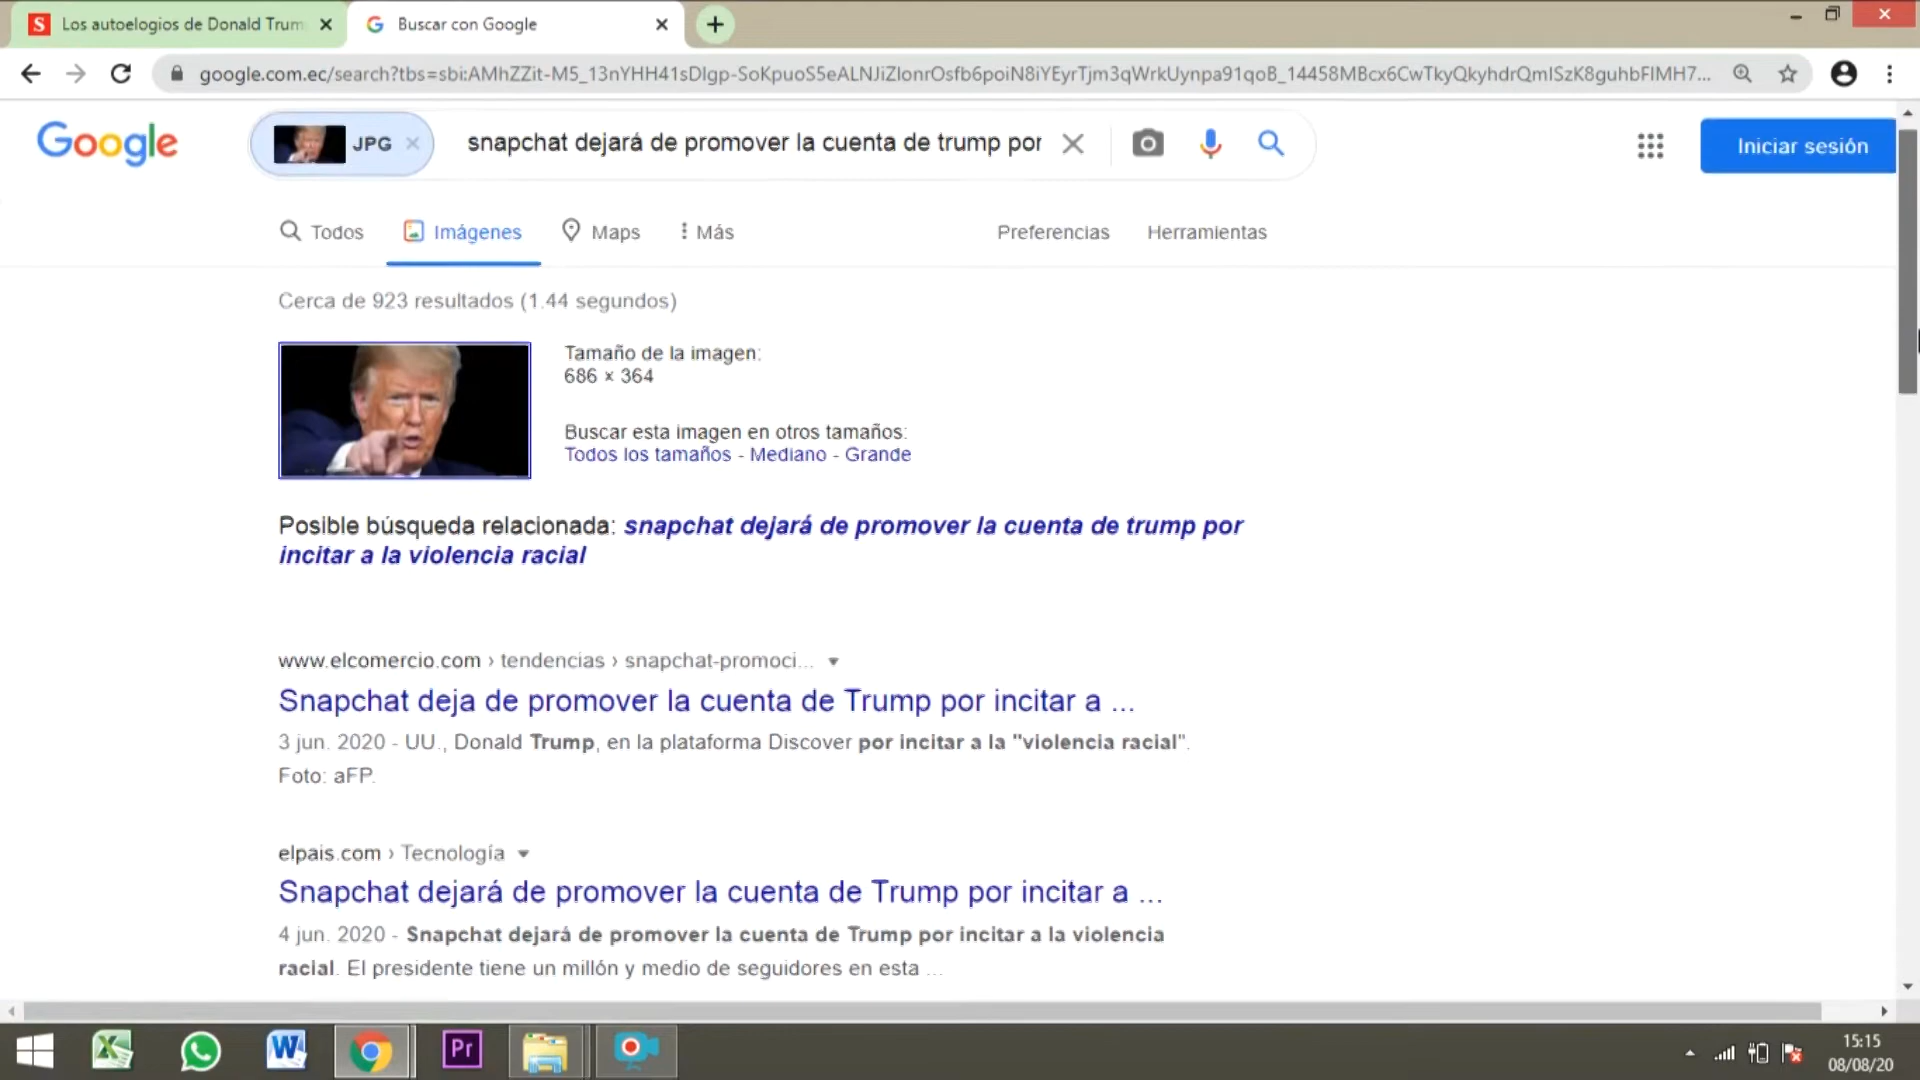 Los autoelogios de Donald Trum
Buscar con Google
google.com.ec/search?tbs=sbi:AMhZZit-M5_13nYHH41sDIgp-SoKpuoS5eALNJiZIonrOsfb6poiN8iYEyrTjm3qWrkUynpa91qoB_14458MBcx6CwTkyQkyhdrQmISzK8guhbFIMH7...
Google
JPG
snapchat dejará de promover la cuenta de trump por
Iniciar sesión
Todos
Imágenes
Maps
Más
Preferencias
Herramientas
Cerca de 923 resultados (1.44 segundos)
Tamaño de la imagen:
686 × 364
Buscar esta imagen en otros tamaños:
Todos los tamaños - Mediano - Grande
Posible búsqueda relacionada: snapchat dejará de promover la cuenta de trump por
incitar a la violencia racial
www.elcomercio.com › tendencias › snapchat-promoci...
Snapchat deja de promover la cuenta de Trump por incitar a ...
3 jun. 2020 - UU., Donald Trump, en la plataforma Discover por incitar a la "violencia racial".
Foto: aFP.
elpais.com › Tecnología
Snapchat dejará de promover la cuenta de Trump por incitar a ...
4 jun. 2020 - Snapchat dejará de promover la cuenta de Trump por incitar a la violencia
racial. El presidente tiene un millón y medio de seguidores en esta ...
Pr
15:15
08/08/20